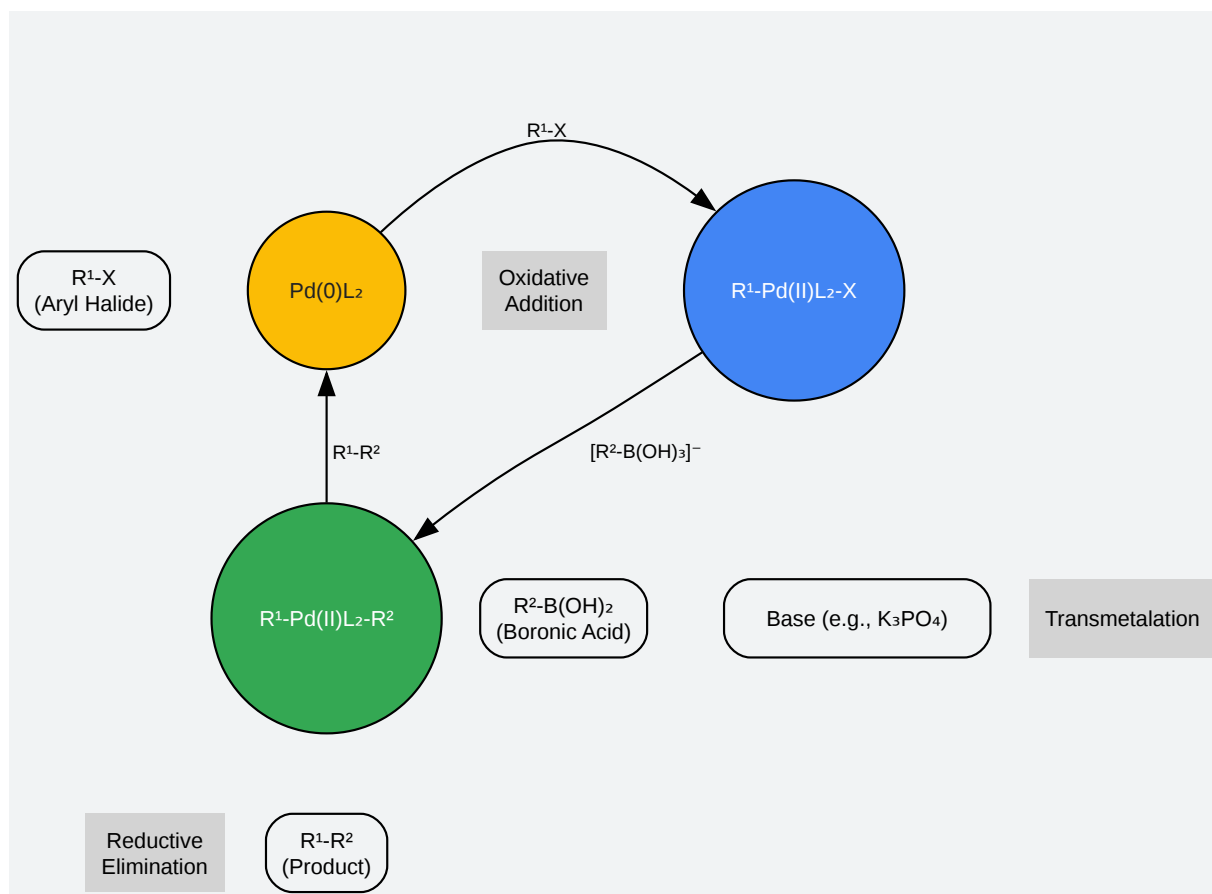 R¹-X
R¹-X
(Aryl Halide)
Pd(0)L₂
Oxidative
Addition
R¹-Pd(II)L₂-X
R¹-R²
[R²-B(OH)₃]⁻
R¹-Pd(II)L₂-R²
R²-B(OH)₂
(Boronic Acid)
Base (e.g., K₃PO₄)
Transmetalation
Reductive
Elimination
R¹-R²
(Product)